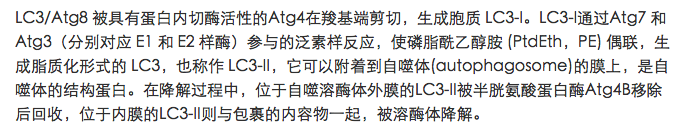 LC3/Atg8 被具有蛋白内切酶活性的Atg4在羧基端剪切，生成胞质 LC3-I。LC3-I通过Atg7 和
Atg3（分别对应 E1 和 E2 样酶）参与的泛素样反应，使磷脂酰乙醇胺 (PtdEth，PE) 偶联，生
成脂质化形式的 LC3，也称作 LC3-II，它可以附着到自噬体(autophagosome)的膜上，是自
噬体的结构蛋白。在降解过程中，位于自噬溶酶体外膜的LC3-II被半胱氨酸蛋白酶Atg4B移除
后回收，位于内膜的LC3-II则与包裹的内容物一起，被溶酶体降解。